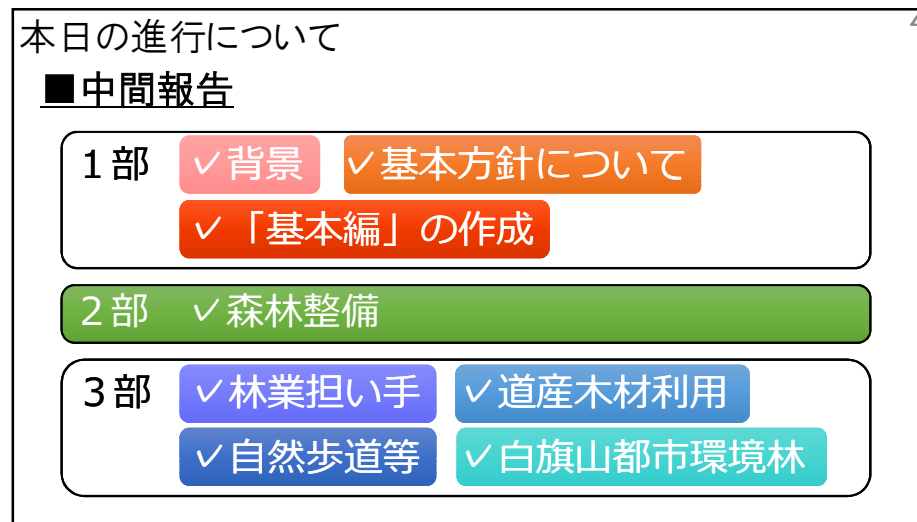 本日の進行について
■中間報告
1部 ✓背景 ✓基本方針について
✓「基本編」の作成
2部 ✓森林整備
3部 ✓林業担い手 ✓道産木材利用
✓自然歩道等 ✓白旗山都市環境林